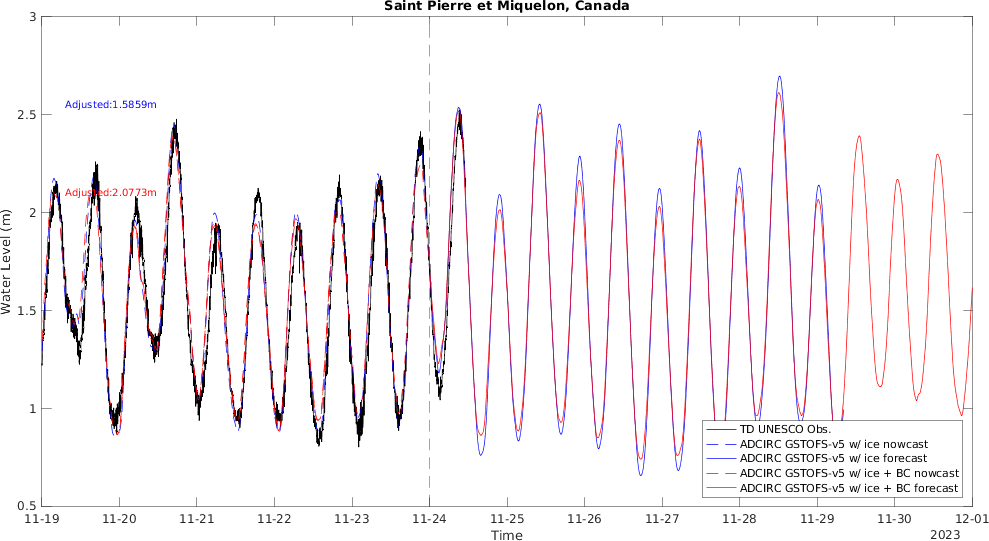 Saint Pierre et Miquelon, Canada
Water Level (m)
3
2.5
2
1.5
1
0.5
Adjusted:1.5859m
Adjusted:2.0773m
TD UNESCO Obs.
ADCIRC GSTOFS-v5 w/ ice nowcast
ADCIRC GSTOFS-v5 w/ ice forecast
ADCIRC GSTOFS-v5 w/ ice + BC nowcast
ADCIRC GSTOFS-v5 w/ ice + BC forecast
11-19 11-20 11-21 11-22 11-23 11-24 11-25 11-26 11-27 11-28 11-29 11-30 12-01
Time
2023